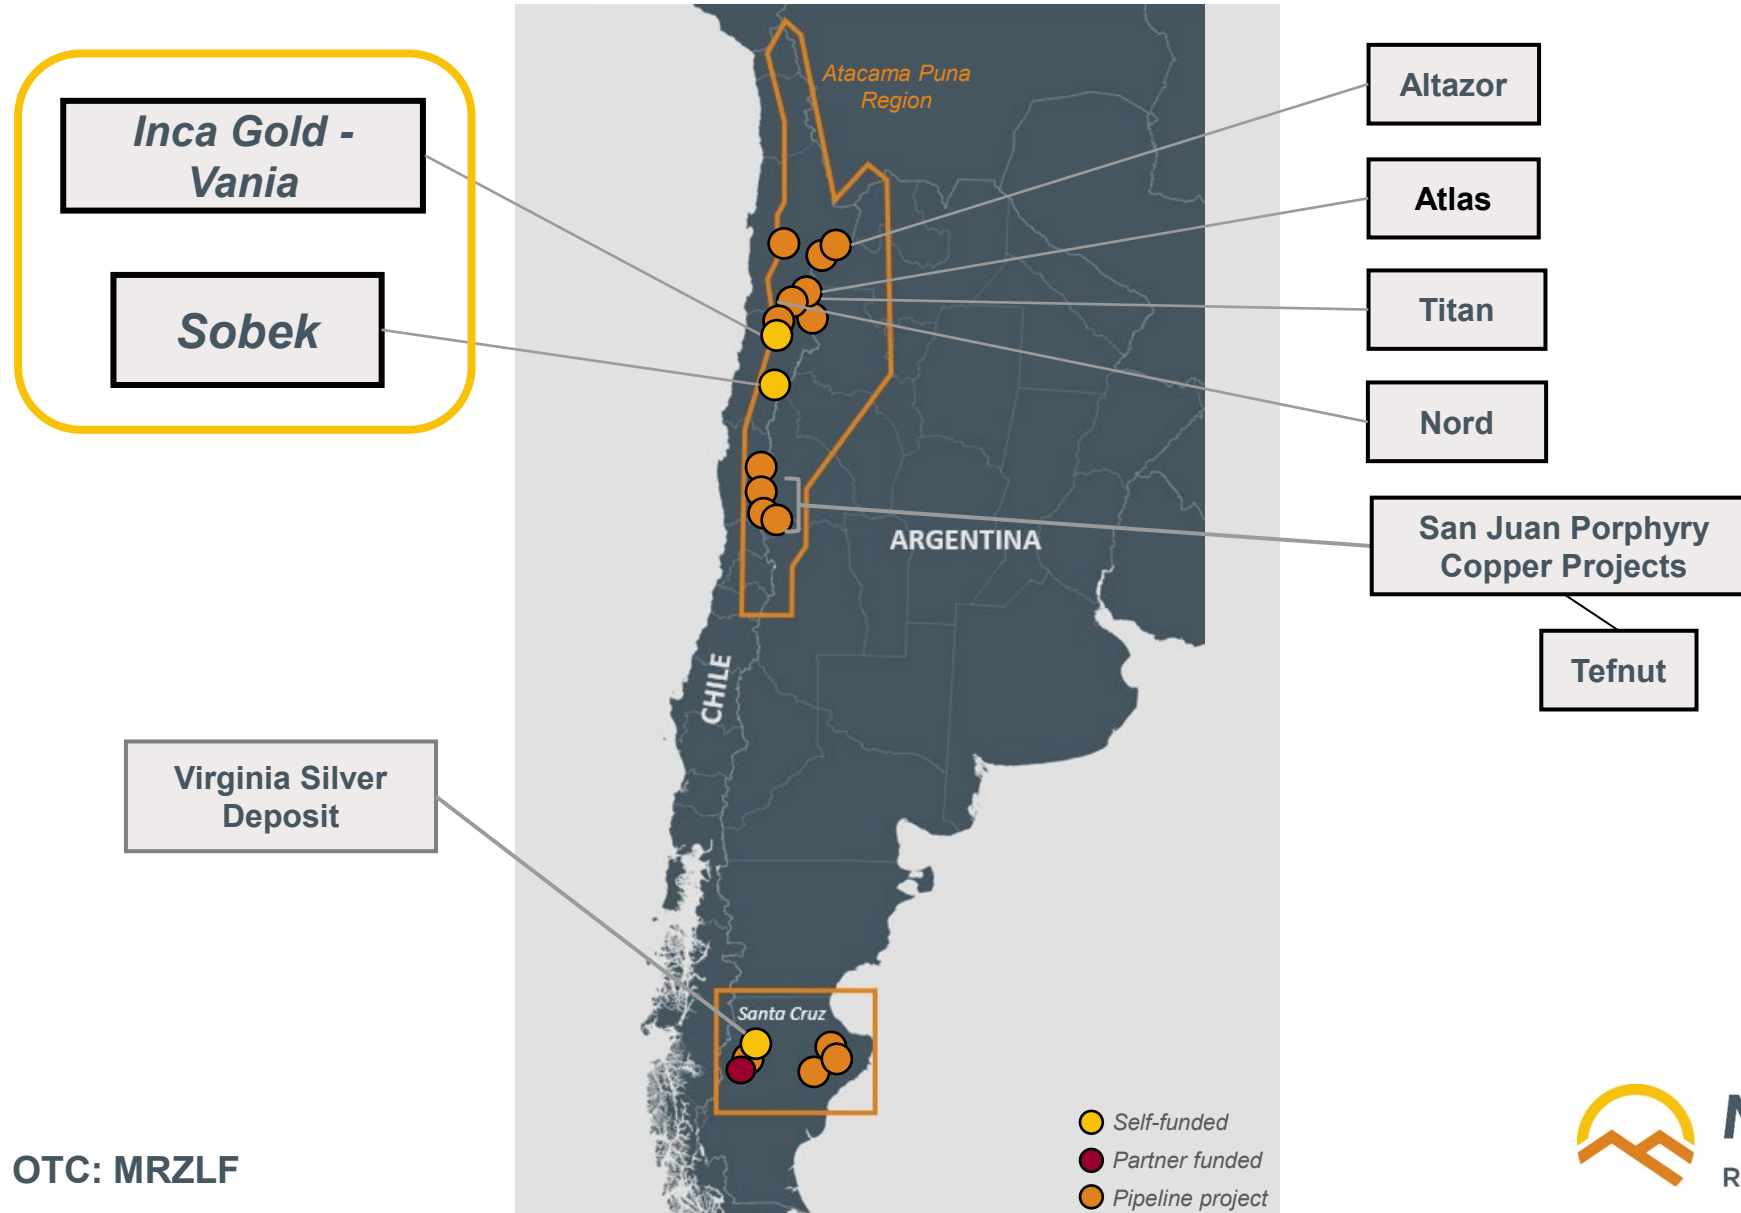 Inca Gold -
Vania
Sobek
Atacama Puna
Region
Altazor
Atlas
Titan
Nord
San Juan Porphyry
Copper Projects
Tefnut
ARGENTINA
CHILE
Virginia Silver
Deposit
Santa Cruz
Self-funded
Partner funded
Pipeline project
OTC: MRZLF